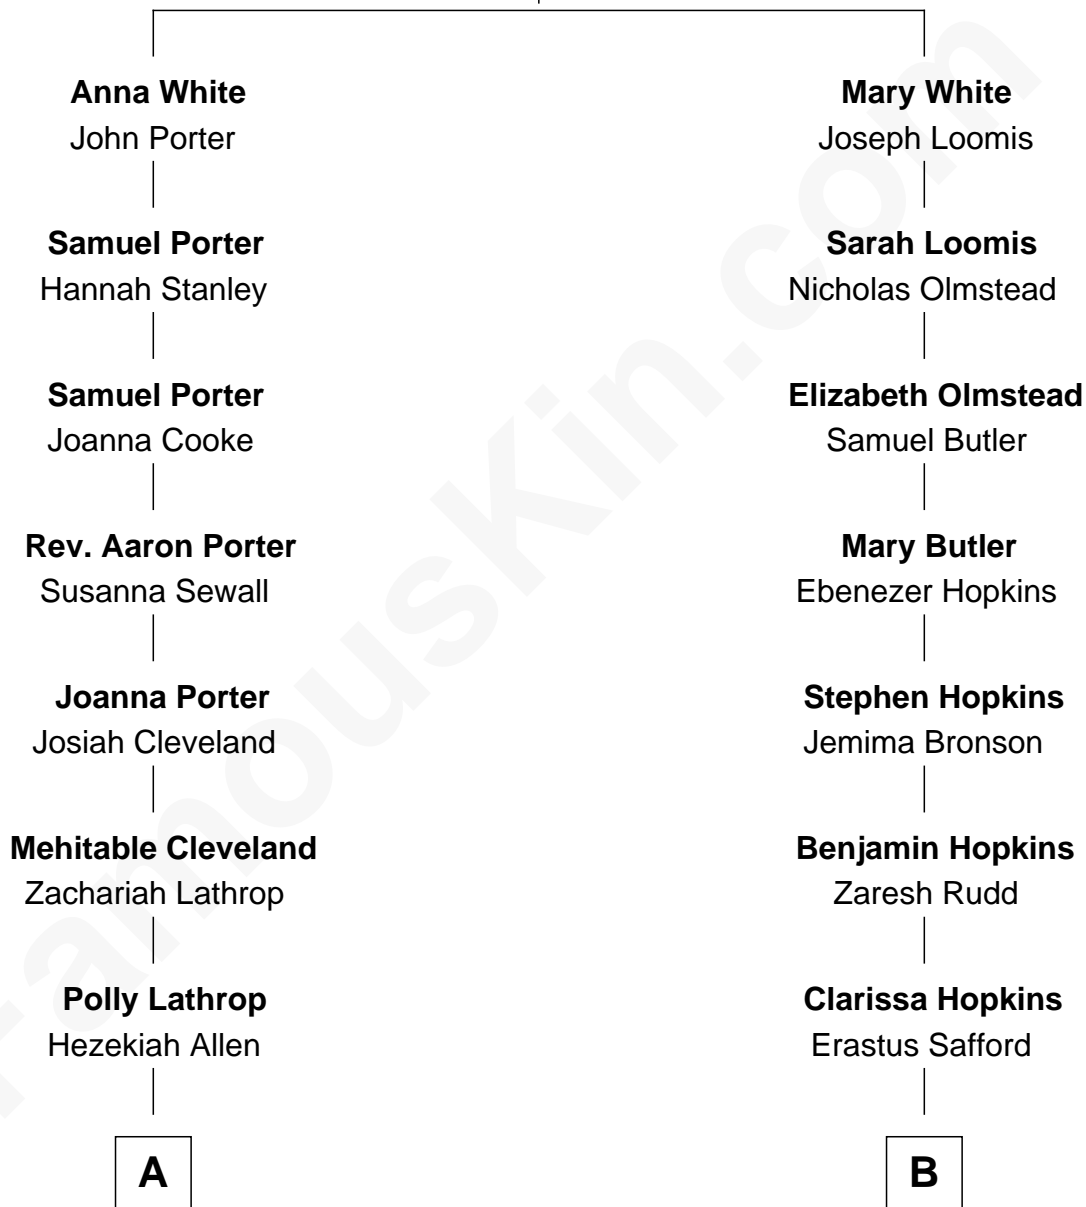 Anna White
John Porter
Samuel Porter
Hannah Stanley
Samuel Porter
Joanna Cooke
Rev. Aaron Porter
Susanna Sewall
Joanna Porter
Josiah Cleveland
Mehitable Cleveland
Zachariah Lathrop
Polly Lathrop
Hezekiah Allen
A
Mary White
Joseph Loomis
Sarah Loomis
Nicholas Olmstead
Elizabeth Olmstead
Samuel Butler
Mary Butler
Ebenezer Hopkins
Stephen Hopkins
Jemima Bronson
Benjamin Hopkins
Zaresh Rudd
Clarissa Hopkins
Erastus Safford
B
FamousKin.com